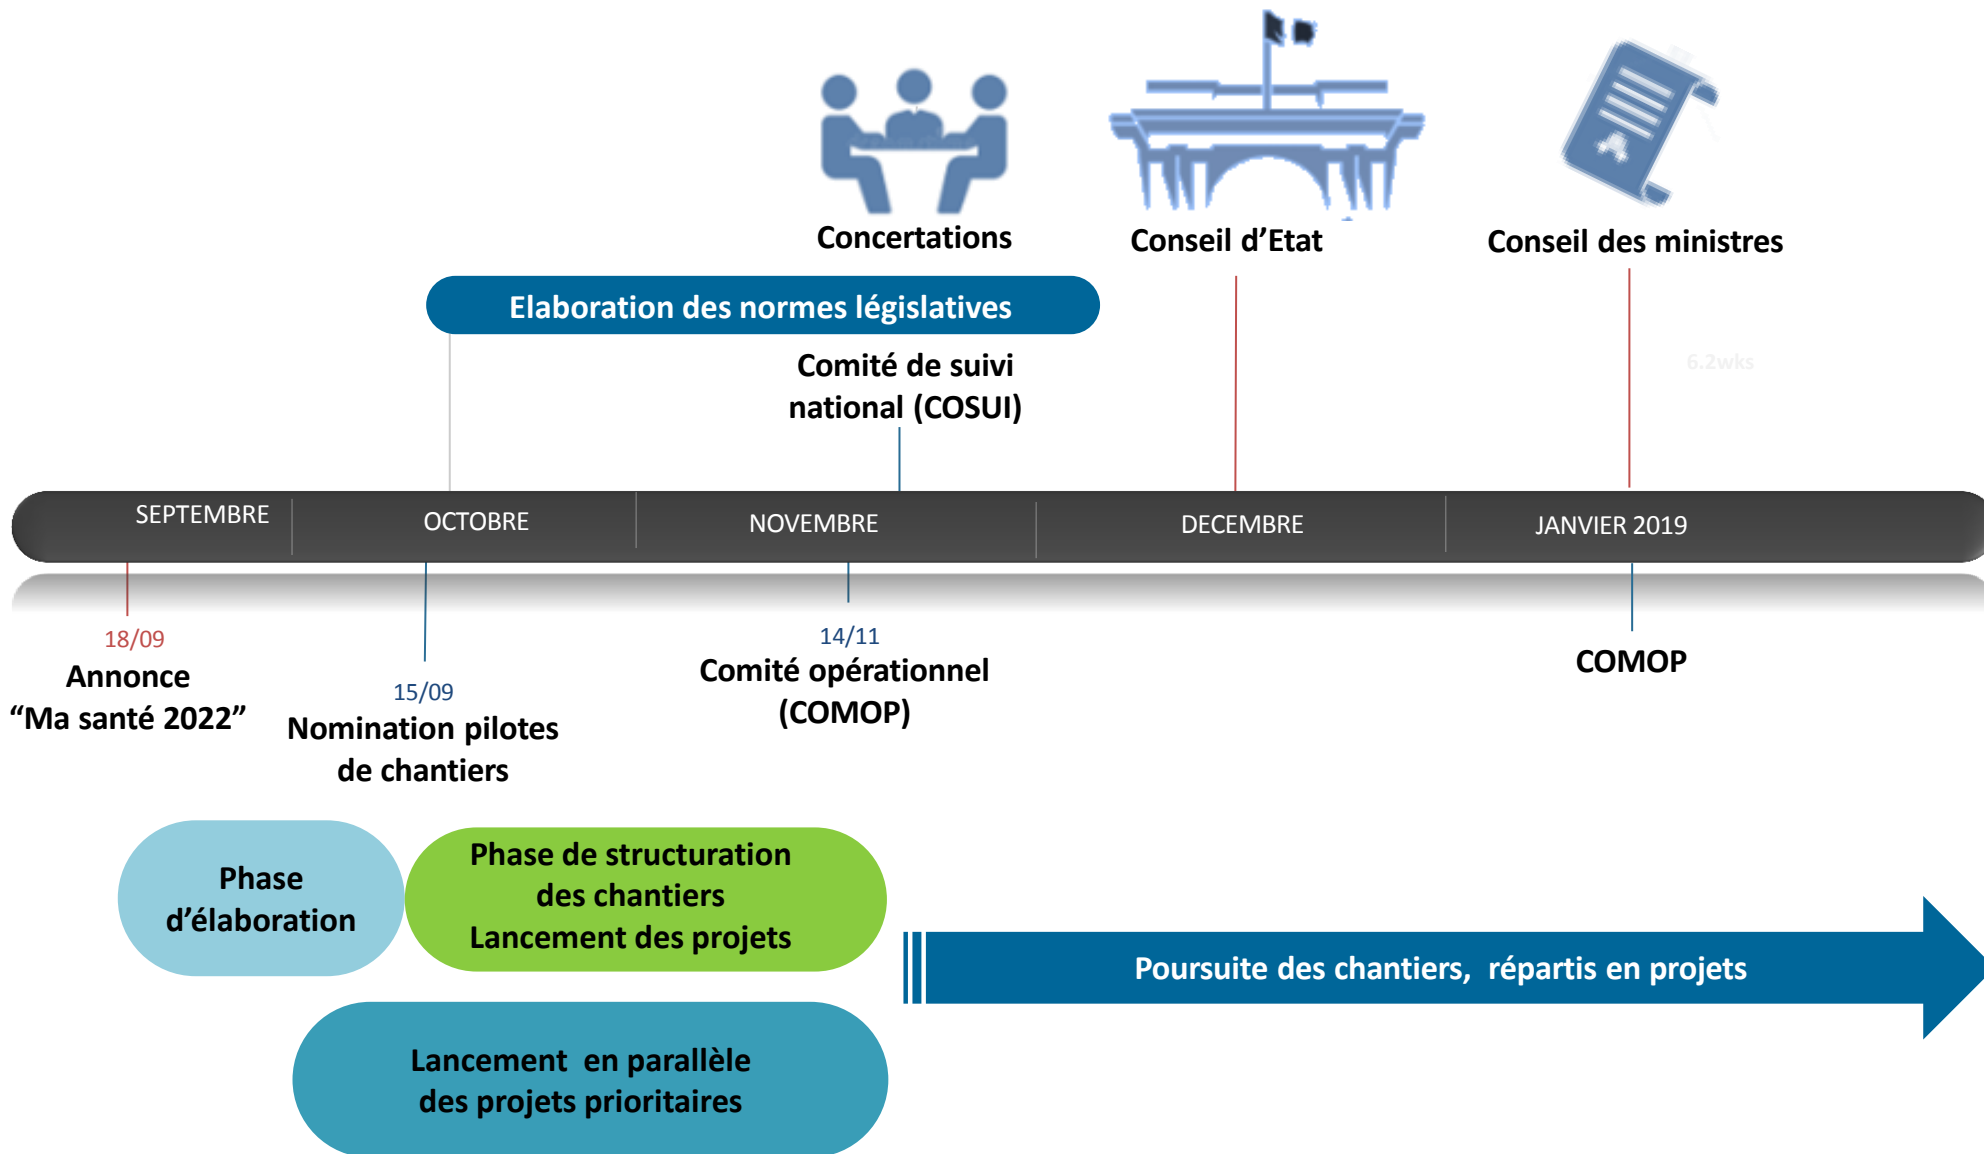 Concertations
Conseil d’Etat
Conseil des ministres
Elaboration des normes législatives
Comité de suivi
national (COSUI)
6.2wks
SEPTEMBRE
OCTOBRE
NOVEMBRE
DECEMBRE
JANVIER 2019
18/09
Annonce
“Ma santé 2022”
15/09
Nomination pilotes
de chantiers
14/11
Comité opérationnel
(COMOP)
COMOP
Phase
d’élaboration
Phase de structuration
des chantiers
Lancement des projets
Poursuite des chantiers, répartis en projets
Lancement en parallèle
des projets prioritaires